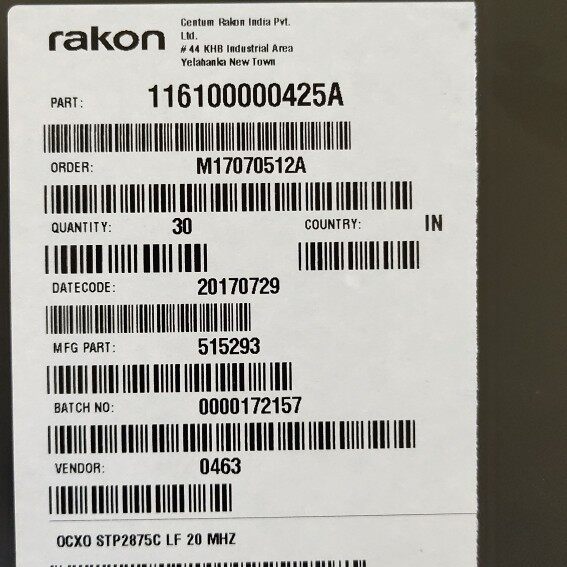 rakon
Centum Rakon India Pvt.
Ltd.
# 44 KHB Industrial Area
Yelahanka New Town
PART: 116100000425A
ORDER: M17070512A
QUANTITY: 30 COUNTRY: IN
DATECODE: 20170729
MFG PART: 515293
BATCH NO: 0000172157
VENDOR: 0463
OCXO STP2875C LF 20 MHZ